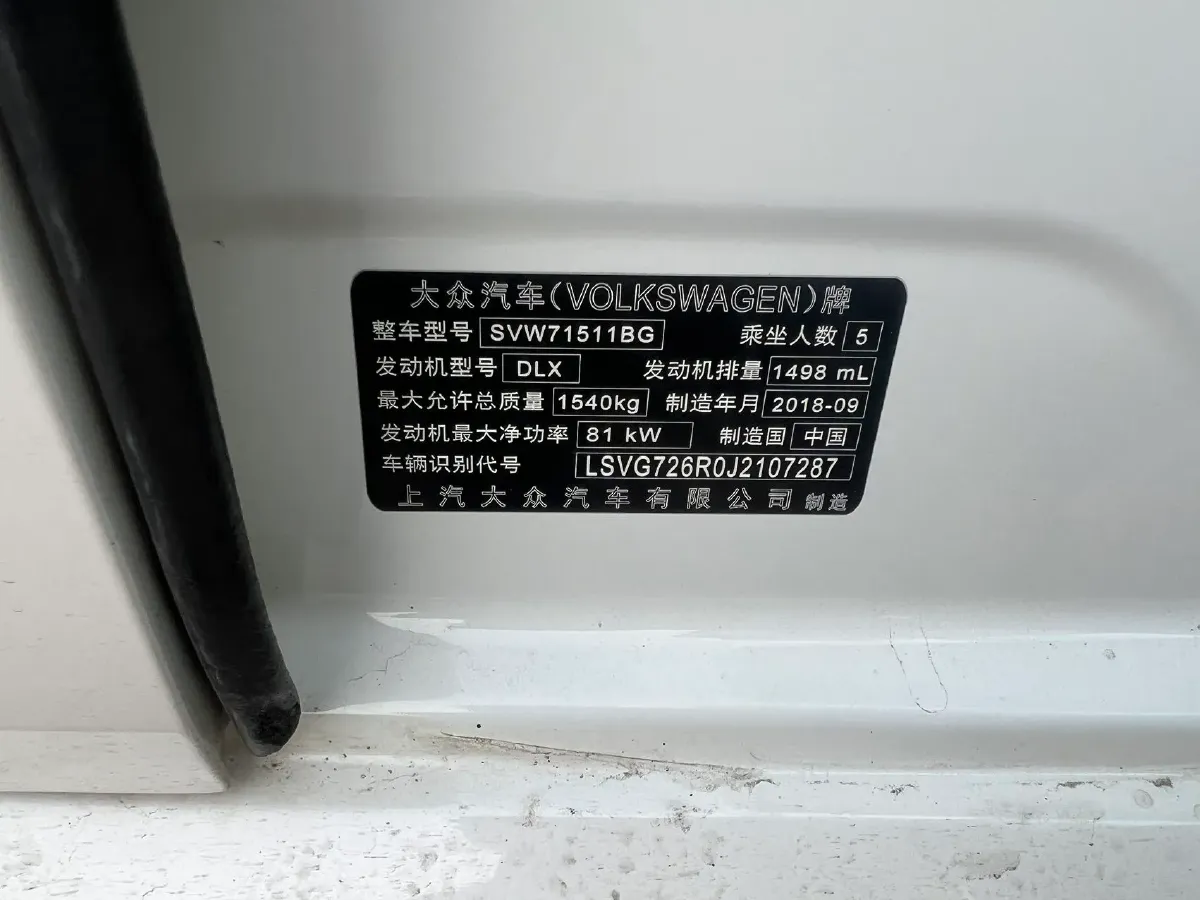 大众汽车(VOLKSWAGEN)牌
整车型号 SVW71511BG 乘坐人数 5
发动机型号 DLX 发动机排量 1498 mL
最大允许总质量 1540kg 制造年月 2018-09
发动机最大净功率 81 kW 制造国 中国
车辆识别代号 LSVG726R0J2107287
上汽大众汽车有限公司 制造